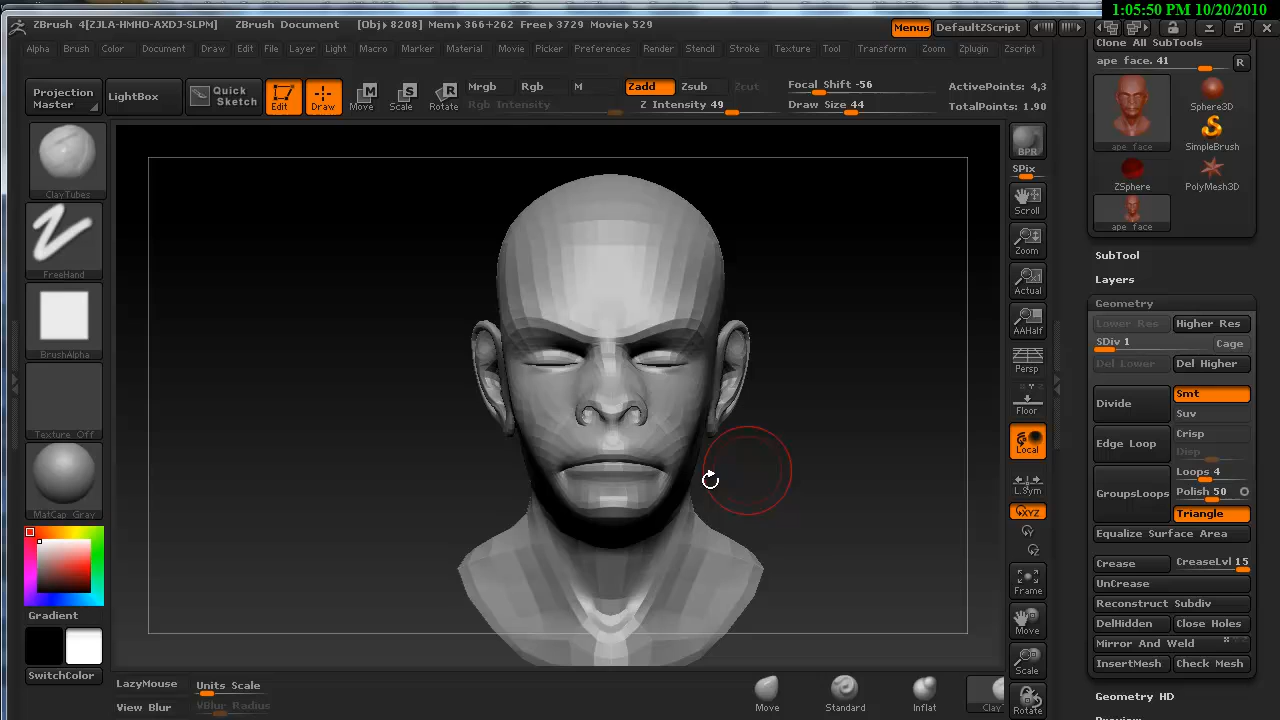 1:05:50 PM 10/20/2010
ZBrush 4[ZJLA-HMHO-AXDJ-SLPM] ZBrush Document [Obj▸ 8208] Mem▸366+262 Free▸3729 Movie▸529 Menus DefaultZScript
Alpha Brush Color Document Draw Edit File Layer Light Macro Marker Material Movie Picker Preferences Render Stencil Stroke Texture Tool Transform Zoom Zplugin Zscript
Projection Master
LightBox
Quick Sketch
Edit
Draw
Move
Scale
Rotate
Mrgb Rgb M
Rgb Intensity
Zadd Zsub Zcut
Z Intensity 49
Focal Shift -56
Draw Size 44
ActivePoints: 4,3
TotalPoints: 1.90
ClayTubes
FreeHand
BrushAlpha
Texture Off
MatCap Gray
Gradient
SwitchColor
LazyMouse
View Blur
Units Scale
VBlur Radius
Move
Standard
Inflat
Clay
BPR
SPix
Scroll
Zoom
Actual
AAHalf
Persp
Floor
Local
L.Sym
XYZ
Frame
Move
Scale
Rotate
Clone All SubTools
ape face. 41 R
ape face
Sphere3D
SimpleBrush
ZSphere
PolyMesh3D
ape face
SubTool
Layers
Geometry
Lower Res Higher Res
SDiv 1 Cage
Del Lower Del Higher
Divide Smt
Suv
Edge Loop Crisp
Disp
GroupsLoops Loops 4
Polish 50
Triangle
Equalize Surface Area
Crease CreaseLvl 15
UnCrease
Reconstruct Subdiv
DelHidden Close Holes
Mirror And Weld
InsertMesh Check Mesh
Geometry HD